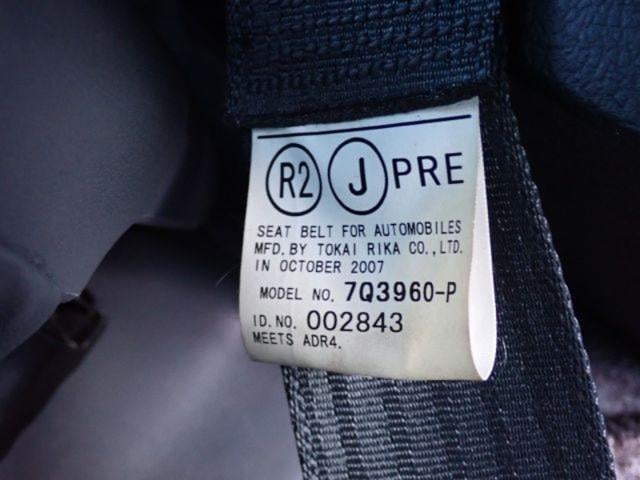 R2 J PRE
SEAT BELT FOR AUTOMOBILES
MFD. BY TOKAI RIKA CO., LTD.
IN OCTOBER 2007
MODEL NO. 7Q3960-P
ID. NO. 002843
MEETS ADR4.